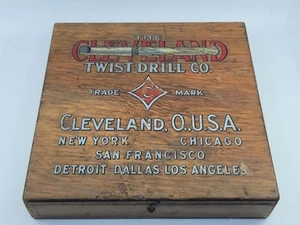 THE
CLEVELAND
TWIST DRILL CO.
TRADE MARK
CLEVELAND, O., U.S.A.
NEW YORK CHICAGO
SAN FRANCISCO
DETROIT DALLAS LOS ANGELES